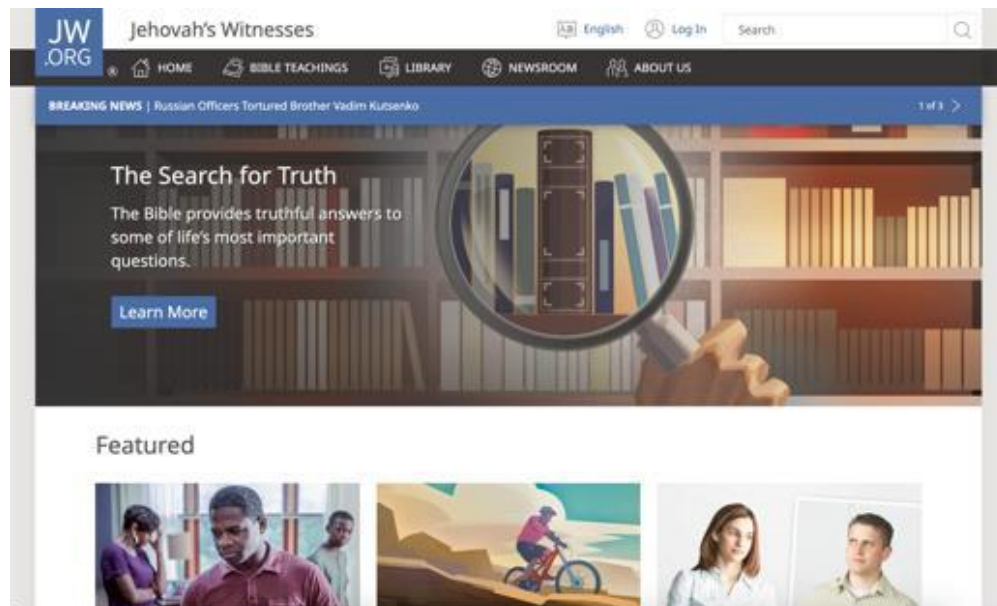 JW
.ORG
®
Jehovah's Witnesses
English
Log In
Search
HOME
BIBLE TEACHINGS
LIBRARY
NEWSROOM
ABOUT US
BREAKING NEWS | Russian Officers Tortured Brother Vadim Kutsenko
1 of 3
The Search for Truth
The Bible provides truthful answers to
some of life's most important
questions.
Learn More
Featured